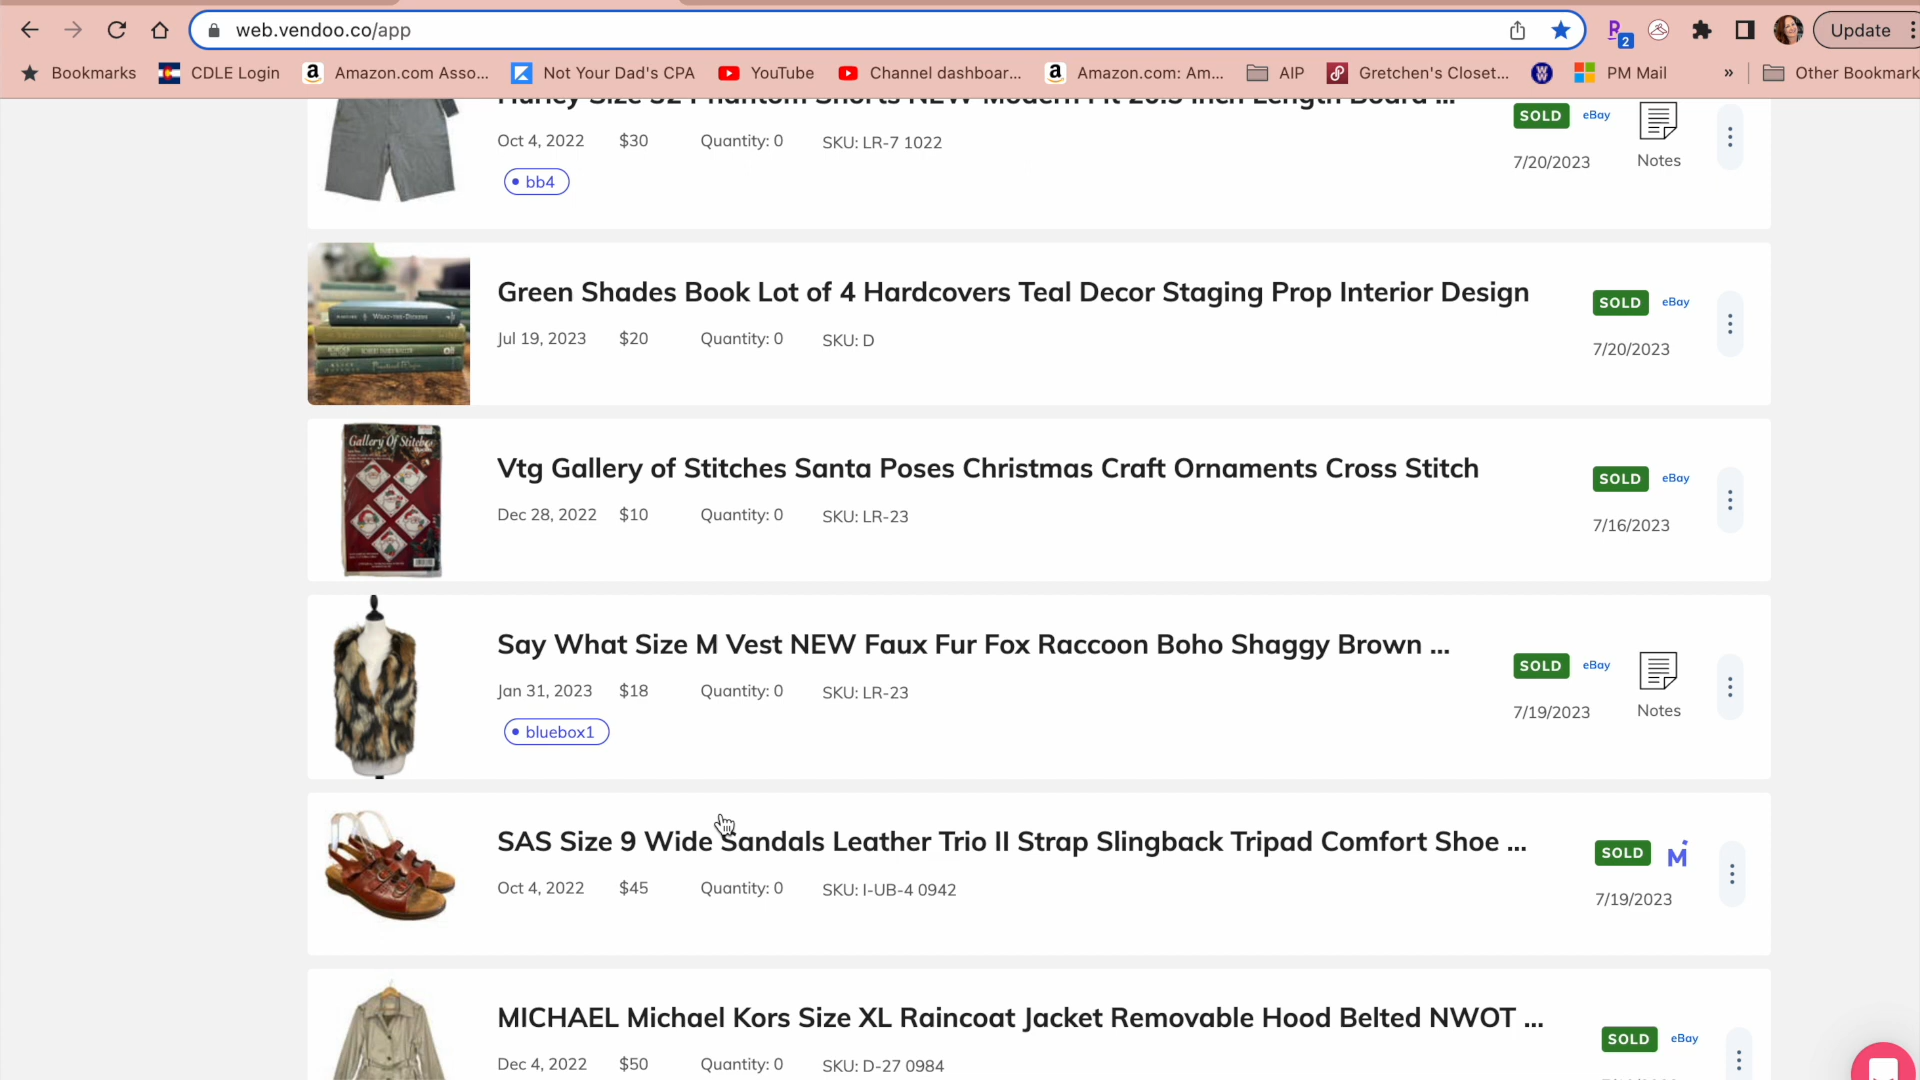 web.vendoo.co/app
2
Update
Bookmarks
CDLE Login
Amazon.com Asso...
Not Your Dad's CPA
YouTube
Channel dashboar...
Amazon.com: Am...
AIP
Gretchen's Closet...
PM Mail
»
Other Bookmark
Hurley Size 32 Phantom Shorts NEW Modern Fit 20.5 Inch Length Board ...
Oct 4, 2022 $30 Quantity: 0 SKU: LR-7 1022
bb4
SOLD eBay
7/20/2023
Notes
Green Shades Book Lot of 4 Hardcovers Teal Decor Staging Prop Interior Design
Jul 19, 2023 $20 Quantity: 0 SKU: D
SOLD eBay
7/20/2023
Gallery Of Stitches
Vtg Gallery of Stitches Santa Poses Christmas Craft Ornaments Cross Stitch
Dec 28, 2022 $10 Quantity: 0 SKU: LR-23
SOLD eBay
7/16/2023
Say What Size M Vest NEW Faux Fur Fox Raccoon Boho Shaggy Brown ...
Jan 31, 2023 $18 Quantity: 0 SKU: LR-23
bluebox1
SOLD eBay
7/19/2023
Notes
SAS Size 9 Wide Sandals Leather Trio II Strap Slingback Tripad Comfort Shoe ...
Oct 4, 2022 $45 Quantity: 0 SKU: I-UB-4 0942
SOLD M
7/19/2023
MICHAEL Michael Kors Size XL Raincoat Jacket Removable Hood Belted NWOT ...
Dec 4, 2022 $50 Quantity: 0 SKU: D-27 0984
SOLD eBay